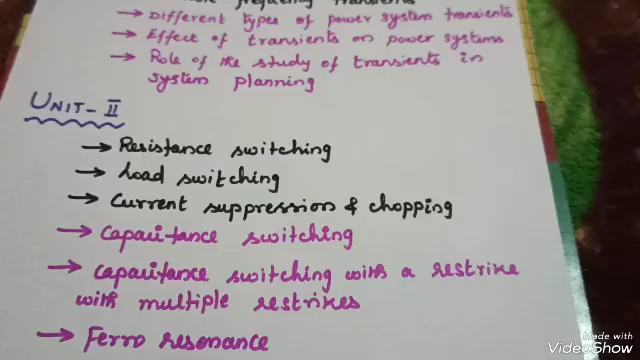 frequency transients
→ Different types of power system transients
→ Effect of transients on power systems
→ Role of the study of transients in
system planning
UNIT - II
→ Resistance switching
→ Load switching
→ Current suppression & chopping
→ Capacitance switching
→ Capacitance switching with a restrike
with multiple restrikes
→ Ferro resonance
Made with
VideoShow